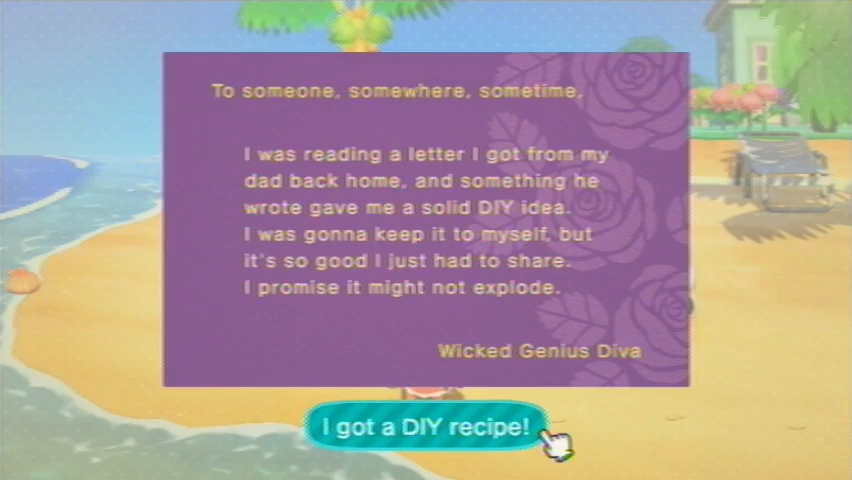 To someone, somewhere, sometime,
I was reading a letter I got from my
dad back home, and something he
wrote gave me a solid DIY idea.
I was gonna keep it to myself, but
it's so good I just had to share.
I promise it might not explode.
Wicked Genius Diva
I got a DIY recipe!